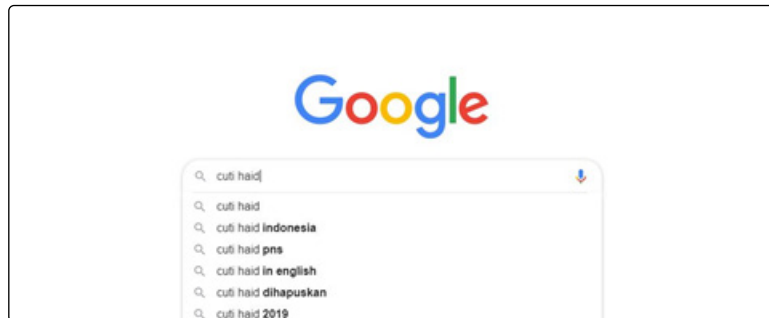 Google
cuti haid
cuti haid
cuti haid indonesia
cuti haid pns
cuti haid in english
cuti haid dihapuskan
cuti haid 2019